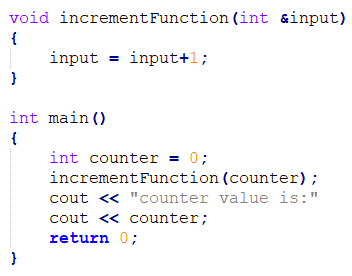 void incrementFunction(int &input)
{
    input = input+1;
}

int main()
{
    int counter = 0;
    incrementFunction(counter);
    cout << "counter value is:"
    cout << counter;
    return 0;
}